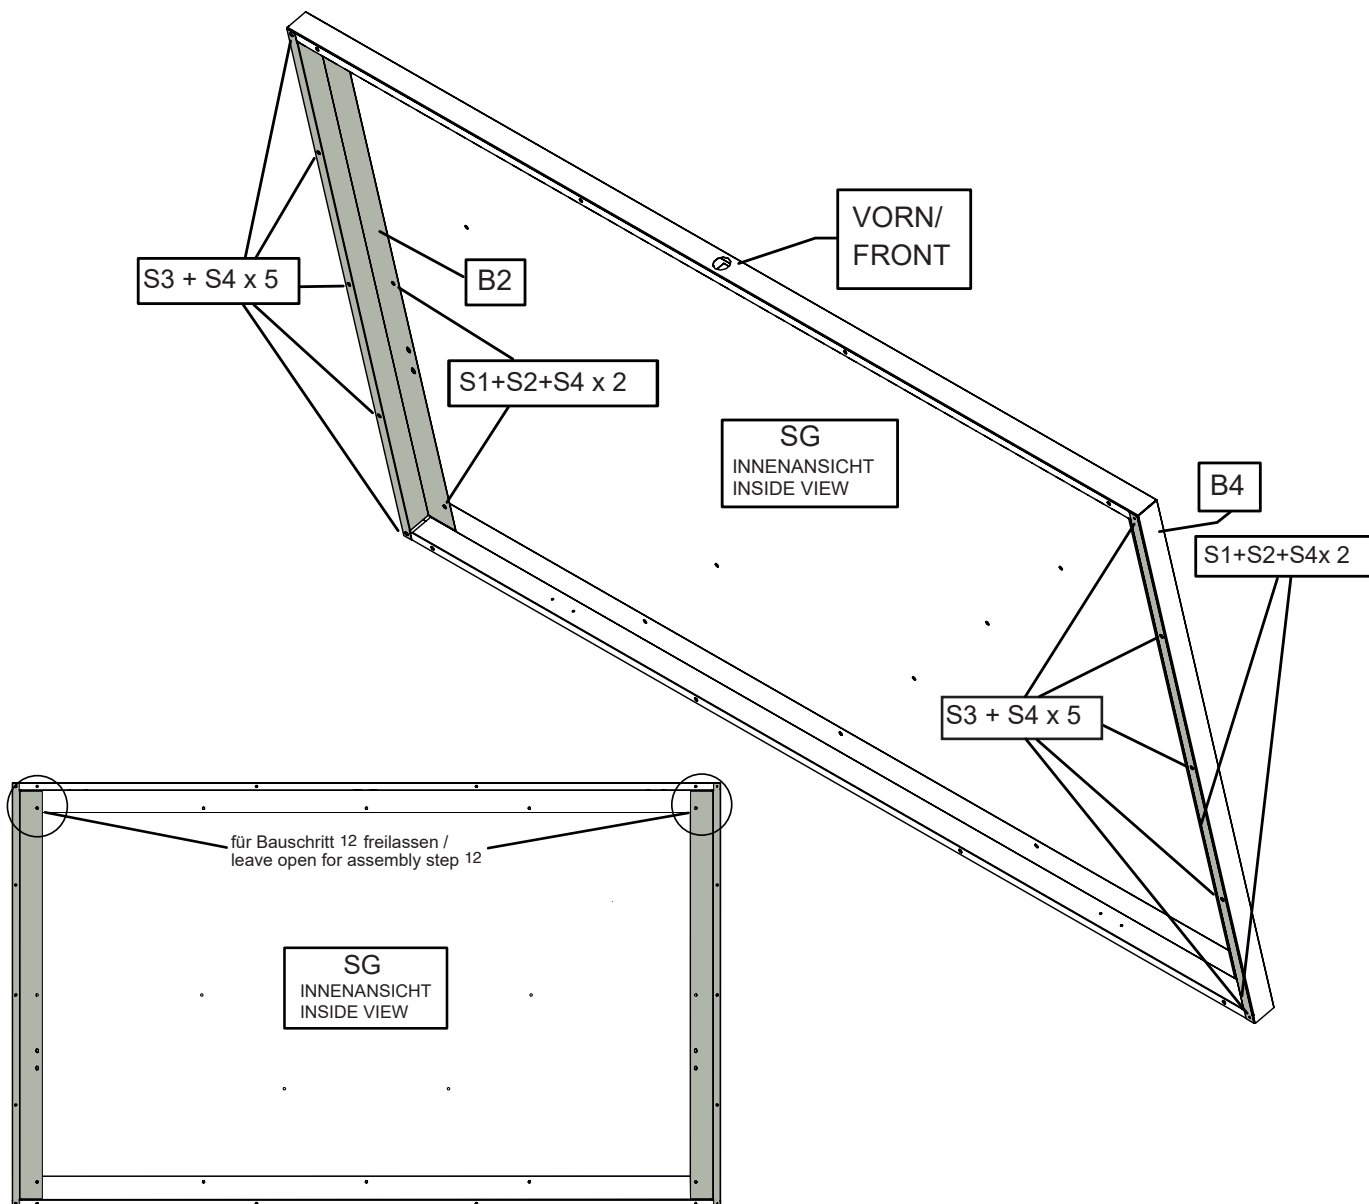 VORN/
FRONT
S3 + S4 x 5
B2
S1+S2+S4 x 2
SG
INNENANSICHT
INSIDE VIEW
B4
S1+S2+S4x 2
S3 + S4 x 5
für Bauschritt 12 freilassen /
leave open for assembly step 12
SG
INNENANSICHT
INSIDE VIEW